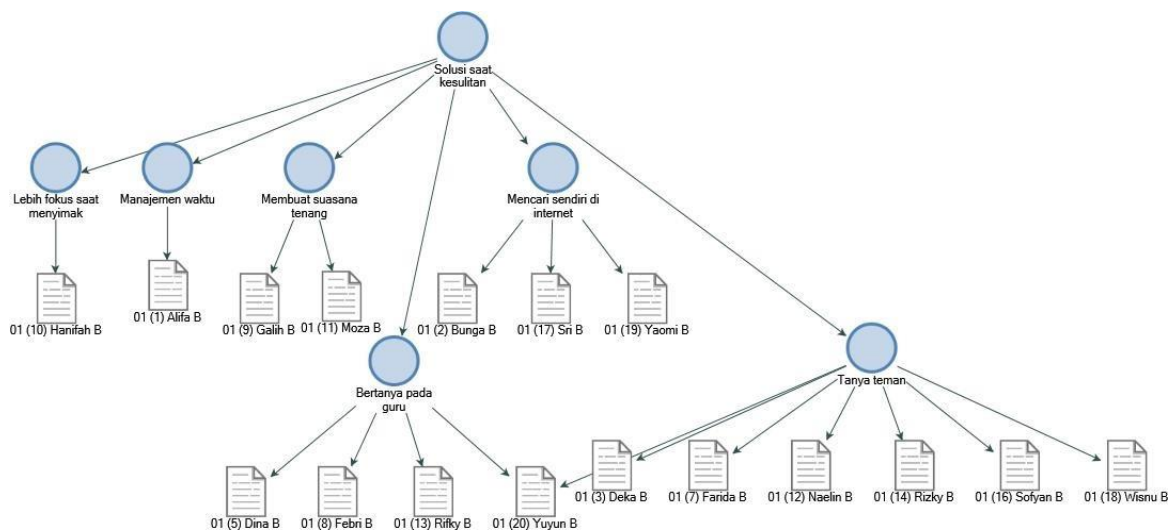 Solusi saat
kesulitan
Lebih fokus saat
menyimak
Manajemen waktu
Membuat suasana
tenang
Mencari sendiri di
internet
01 (10) Hanifah B
01 (1) Alifa B
01 (9) Galih B
01 (11) Moza B
01 (2) Bunga B
01 (17) Sri B
01 (19) Yaomi B
Bertanya pada
guru
Tanya teman
01 (5) Dina B
01 (8) Febri B
01 (13) Rifky B
01 (20) Yuyun B
01 (3) Deka B
01 (7) Farida B
01 (12) Naelin B
01 (14) Rizky B
01 (16) Sofyan B
01 (18) Wisnu B